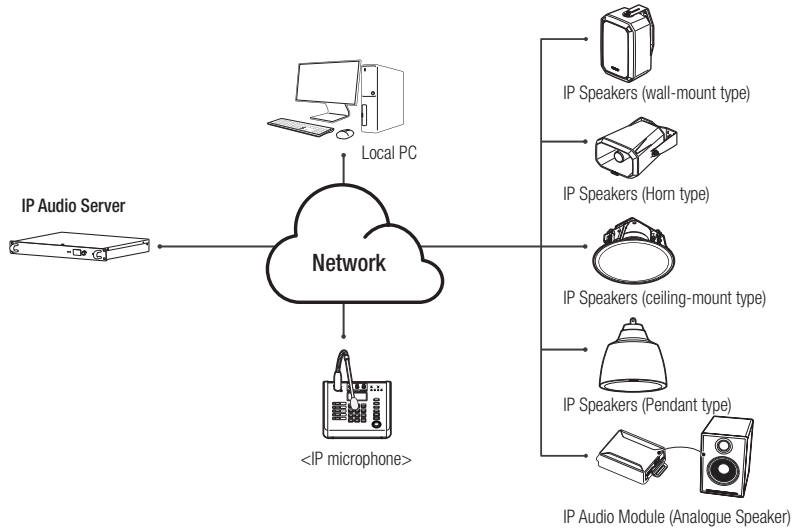 IP Speakers (wall-mount type)
Local PC
IP Speakers (Horn type)
IP Audio Server
Network
IP Speakers (ceiling-mount type)
IP Speakers (Pendant type)
<IP microphone>
IP Audio Module (Analogue Speaker)